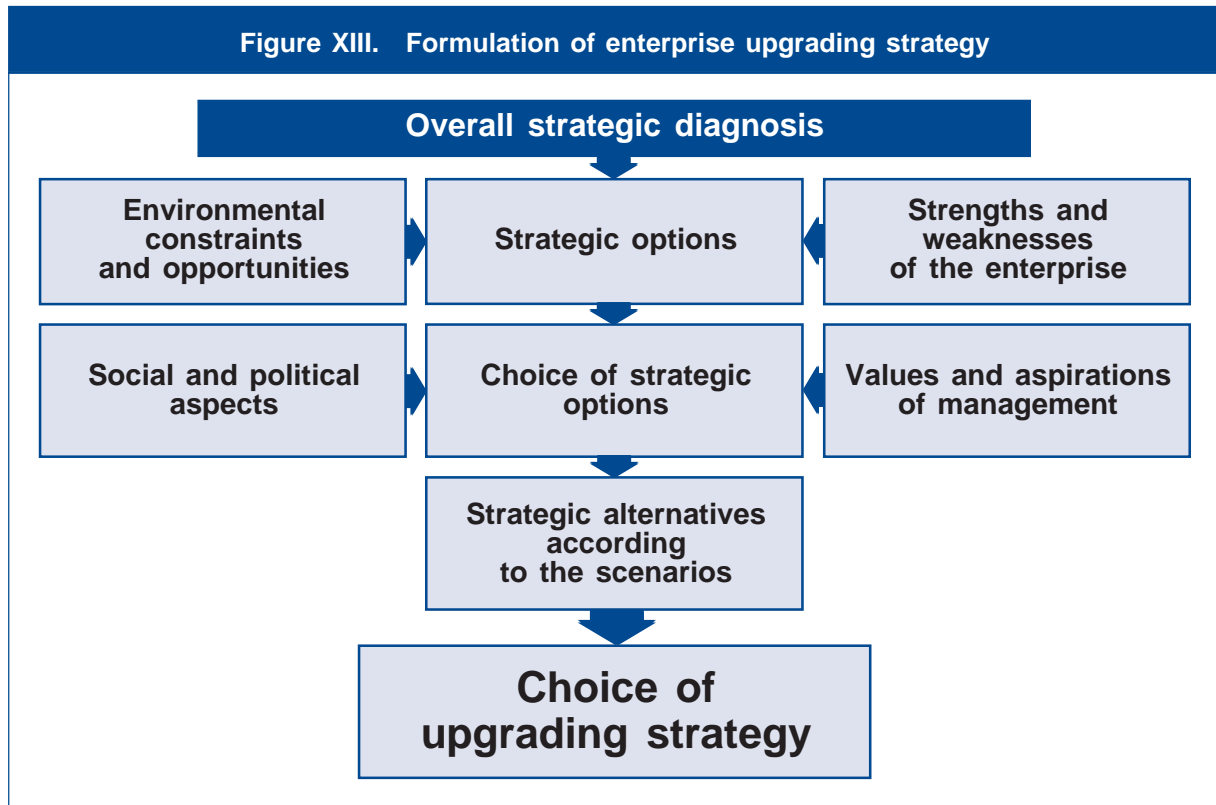 Figure XIII. Formulation of enterprise upgrading strategy
Overall strategic diagnosis
Environmental
constraints
and opportunities
Strategic options
Strengths and
weaknesses
of the enterprise
Social and political
aspects
Choice of strategic
options
Values and aspirations
of management
Strategic alternatives
according
to the scenarios
Choice of
upgrading strategy